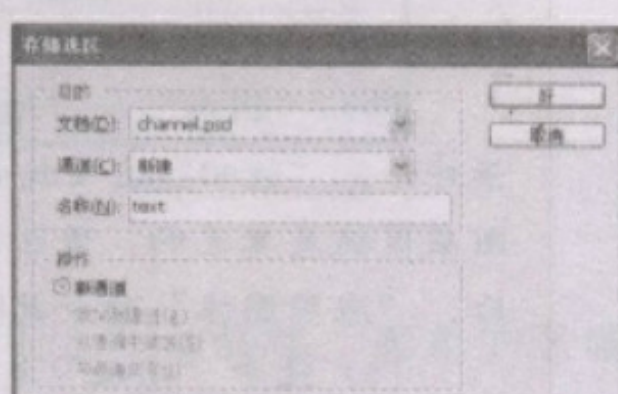 存储选区
目的
好
文档(D): channel.psd
取消
通道(C): 新建
名称(N): text
操作
新通道